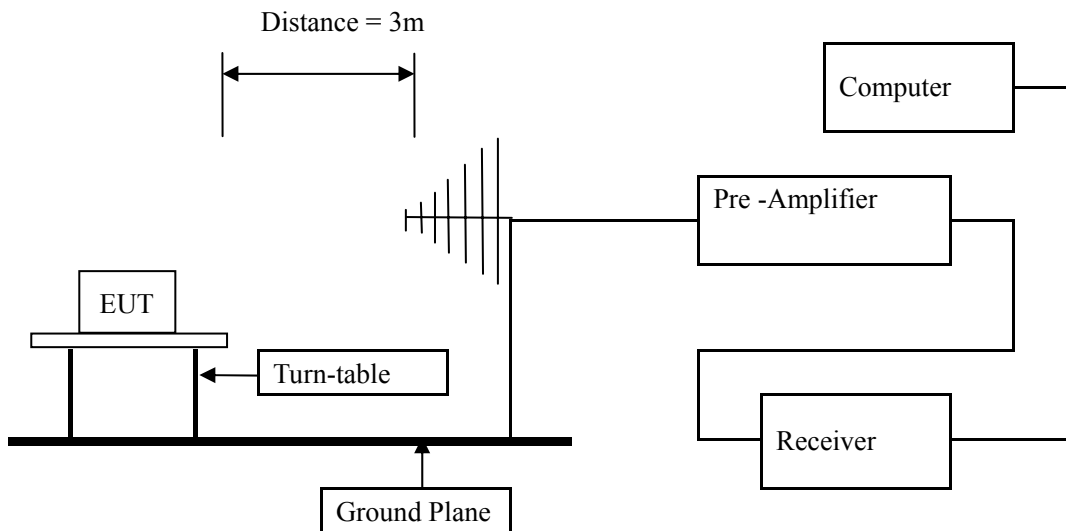 Distance = 3m
Computer
Pre -Amplifier
EUT
Turn-table
Receiver
Ground Plane